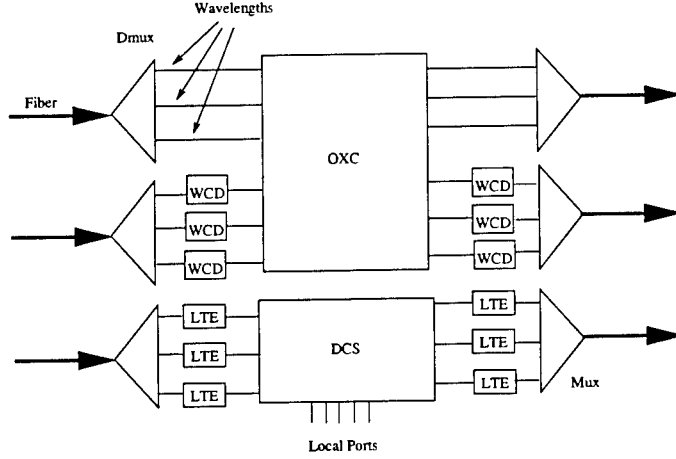 Wavelengths
Dmux
Fiber
OXC
WCD
WCD
WCD
WCD
WCD
WCD
LTE
LTE
LTE
DCS
LTE
LTE
LTE
Mux
Local Ports